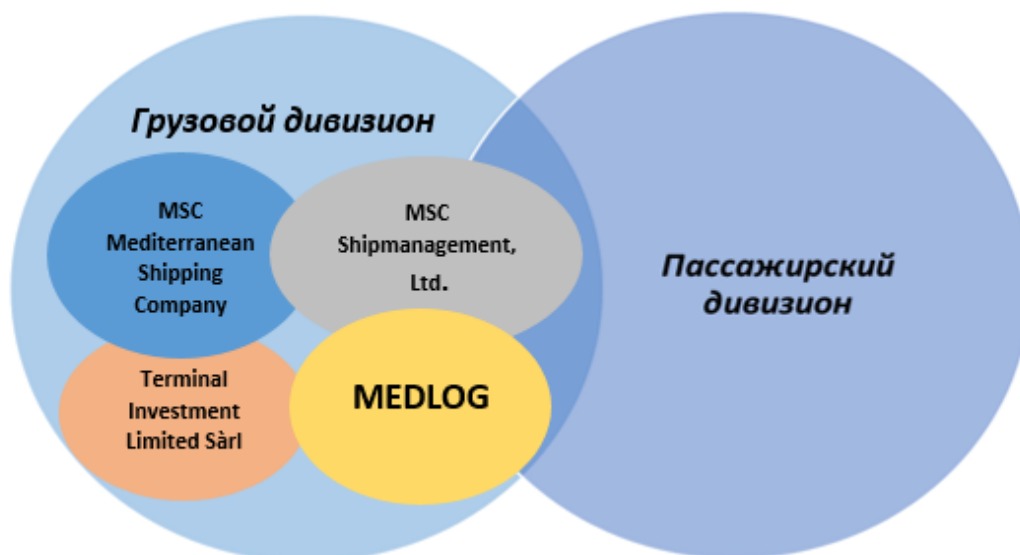 Грузовой дивизион
MSC
Mediterranean
Shipping
Company
MSC
Shipmanagement,
Ltd.
Terminal
Investment
Limited Sàrl
MEDLOG
Пассажирский
дивизион